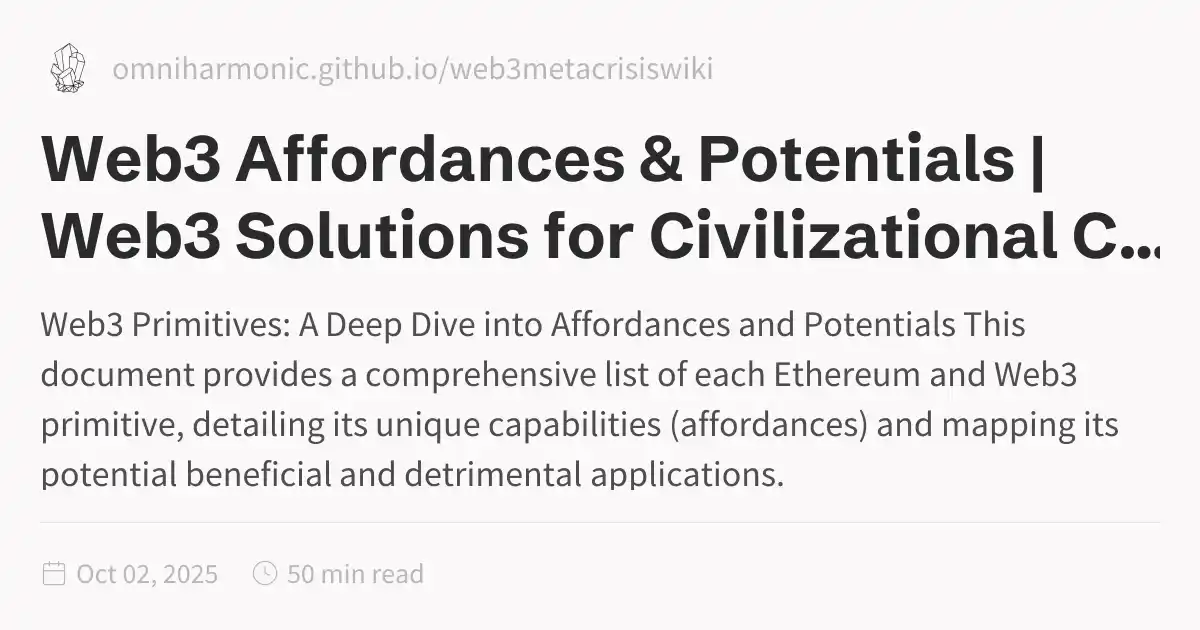 omniharmonic.github.io/web3metacrisiswiki
Web3 Affordances & Potentials |
Web3 Solutions for Civilizational C...
Web3 Primitives: A Deep Dive into Affordances and Potentials This
document provides a comprehensive list of each Ethereum and Web3
primitive, detailing its unique capabilities (affordances) and mapping its
potential beneficial and detrimental applications.
Oct 02, 2025 50 min read